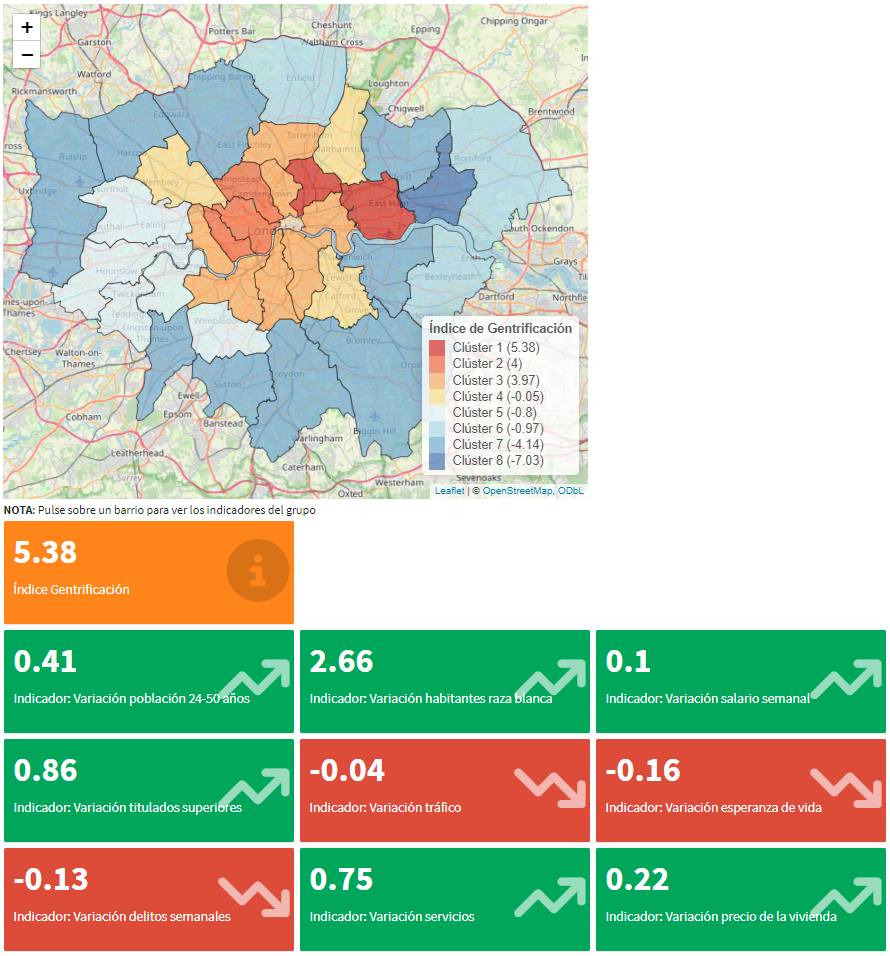 Kings Langley
Potters Bar
Cheshunt
Epping
Chipping Ongar
+
−
Garston
Waltham Cross
Watford
Loughton
Rickmansworth
Chipping Barnet
Enfield
Chigwell
Brentwood
Edgware
Tottenham
Walthamstow
East Finchley
Ruislip
Romford
Wembley
Uxbridge
Northolt
Camden Town
East Ham
Southall
Ealing
South Ockendon
Greenwich
Grays
Hounslow
Lewisham
Bexleyheath
Twickenham
Catford
Dartford
Northfle
Teddington
Wimbledon
Kingston upon
Thames
Chertsey
Walton-on-
Thames
Bromley
Croydon
Sutton
Ewell
Epsom
Cobham
Banstead
Biggin Hill
Warlingham
Leatherhead
Caterham
Surrey
Westerham
Sevenoaks
Oxted
Índice de Gentrificación
Clúster 1 (5.38)
Clúster 2 (4)
Clúster 3 (3.97)
Clúster 4 (-0.05)
Clúster 5 (-0.8)
Clúster 6 (-0.97)
Clúster 7 (-4.14)
Clúster 8 (-7.03)
Leaflet | © OpenStreetMap, ODbL
NOTA: Pulse sobre un barrio para ver los indicadores del grupo
5.38
Índice Gentrificación
0.41
Indicador: Variación población 24-50 años
2.66
Indicador: Variación habitantes raza blanca
0.1
Indicador: Variación salario semanal
0.86
Indicador: Variación titulados superiores
-0.04
Indicador: Variación tráfico
-0.16
Indicador: Variación esperanza de vida
-0.13
Indicador: Variación delitos semanales
0.75
Indicador: Variación servicios
0.22
Indicador: Variación precio de la vivienda